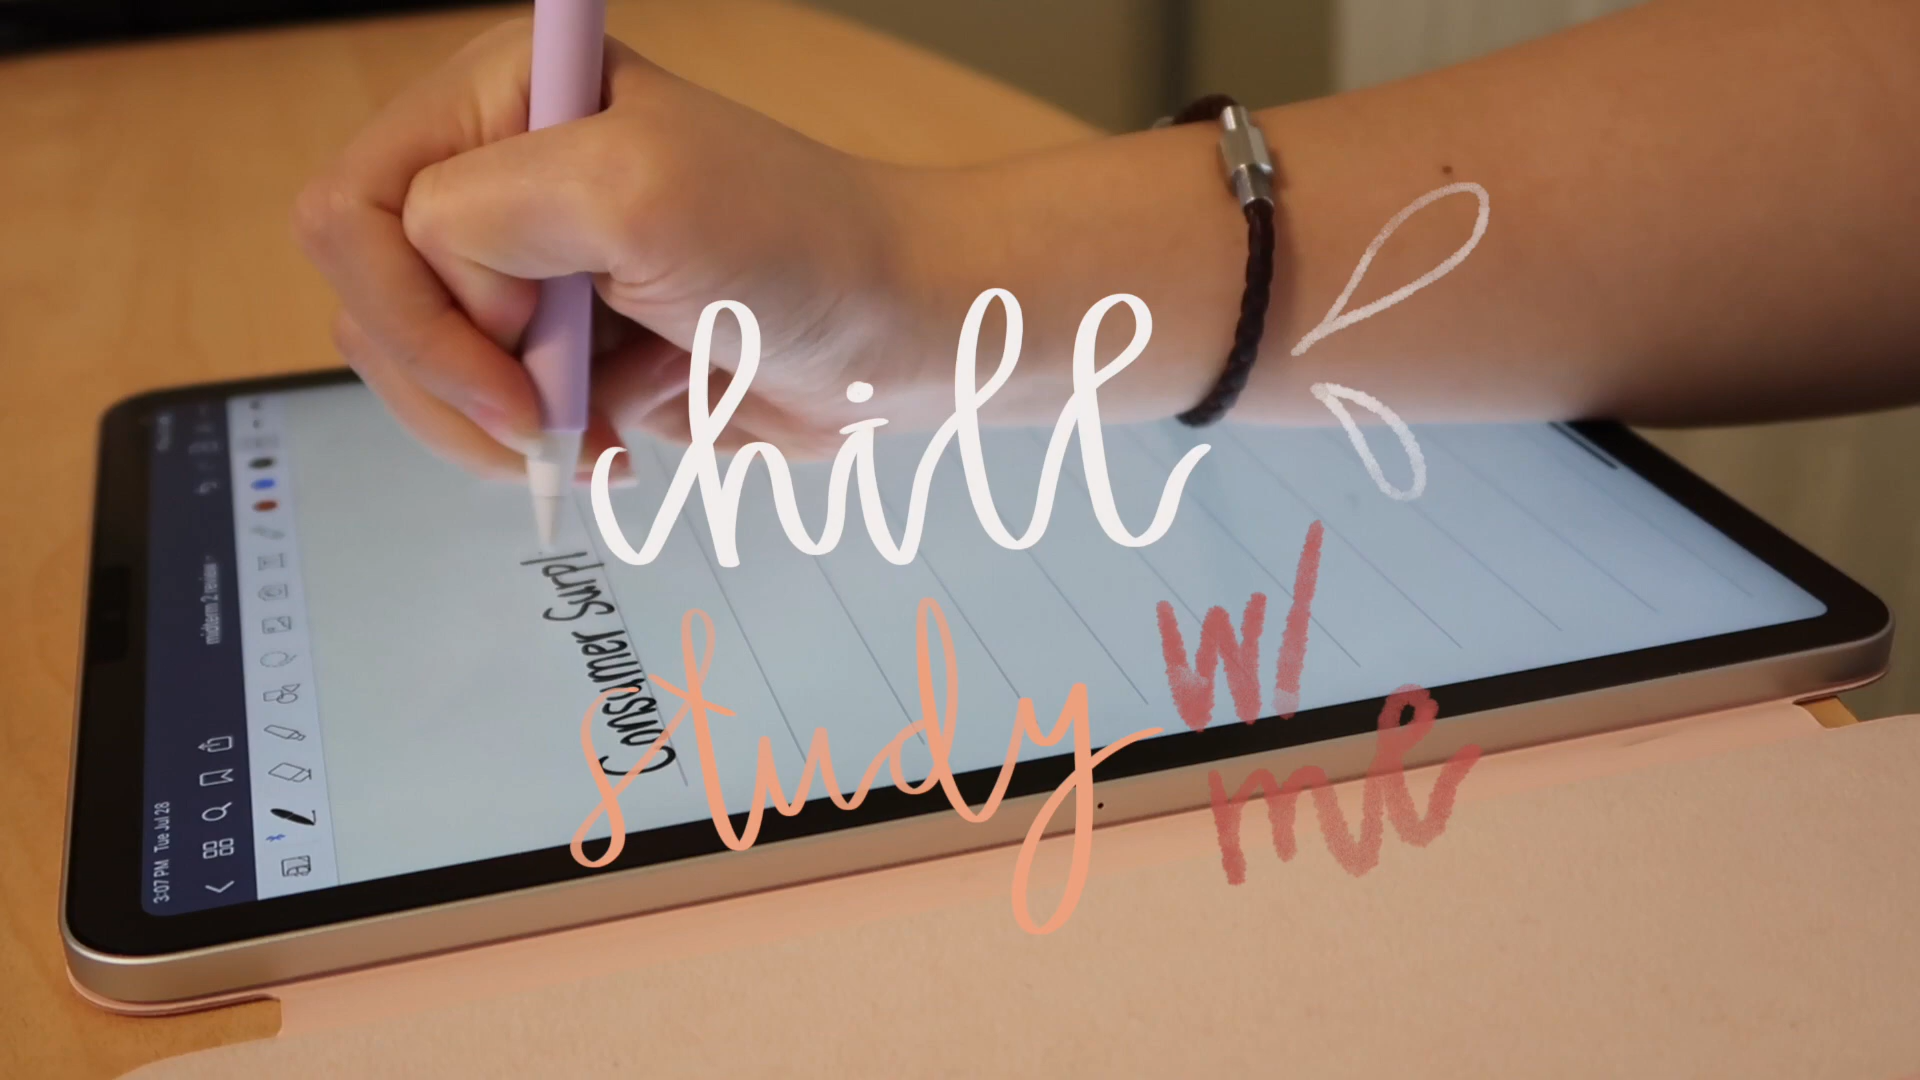 chill
study w/
me
Consumer Surpl
midterm 2 review
3:07 PM Tue Jul 28